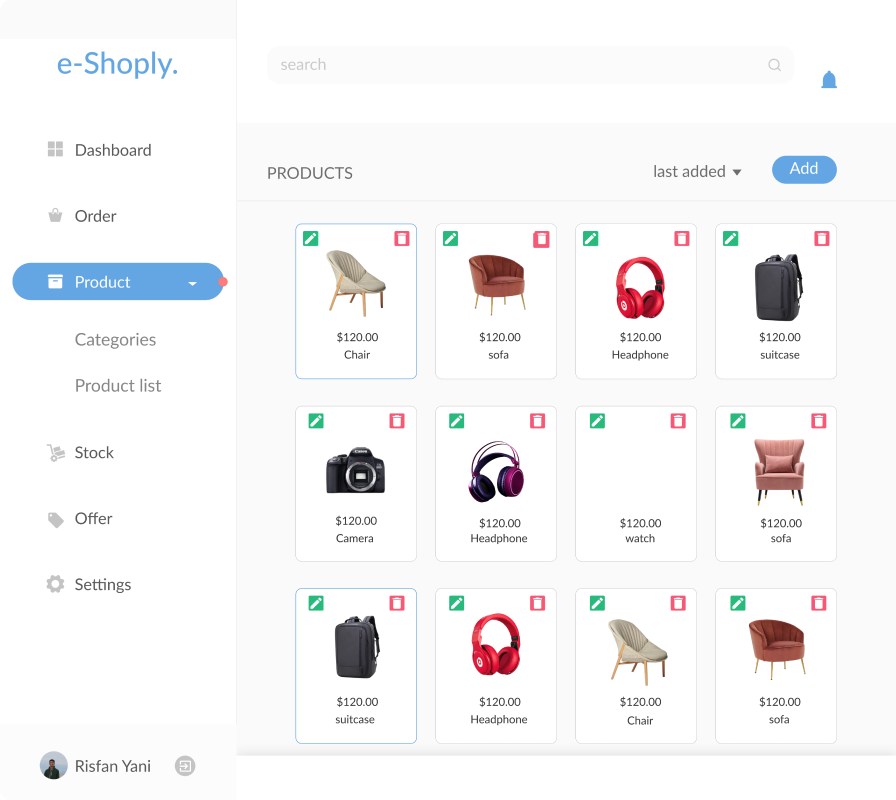 e-Shoply.
search
Dashboard
Order
Product
Categories
Product list
Stock
Offer
Settings
Risfan Yani
PRODUCTS
last added
Add
$120.00
Chair
$120.00
sofa
$120.00
Headphone
$120.00
suitcase
Canon
$120.00
Camera
$120.00
Headphone
$120.00
watch
$120.00
sofa
$120.00
suitcase
$120.00
Headphone
$120.00
Chair
$120.00
sofa